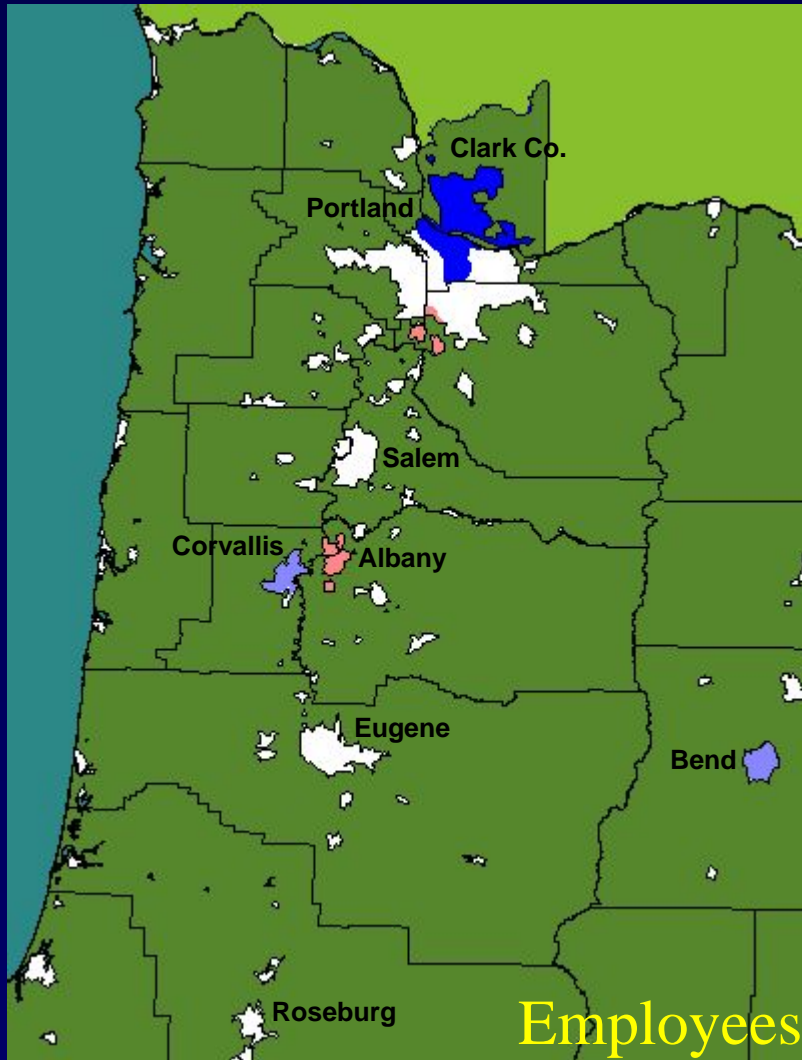 Clark Co.
Portland
Salem
Corvallis
Albany
Eugene
Bend
Roseburg
Employees